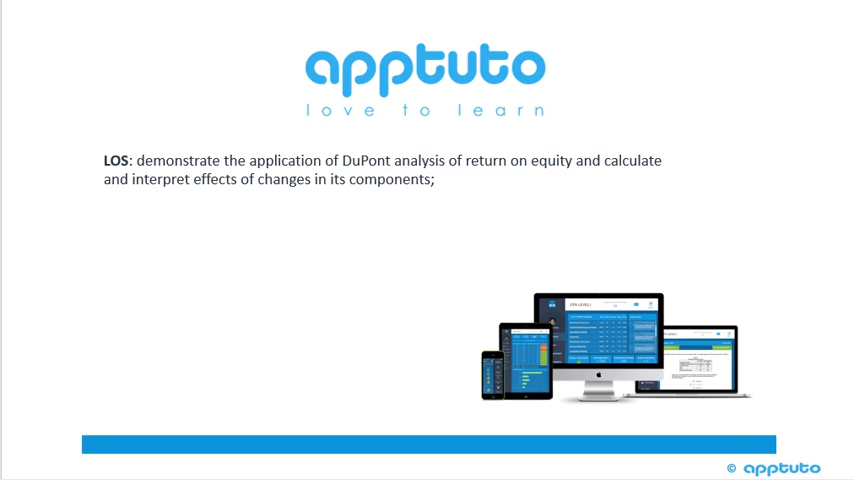 apptuto
love to learn
LOS: demonstrate the application of DuPont analysis of return on equity and calculate
and interpret effects of changes in its components;
© apptuto